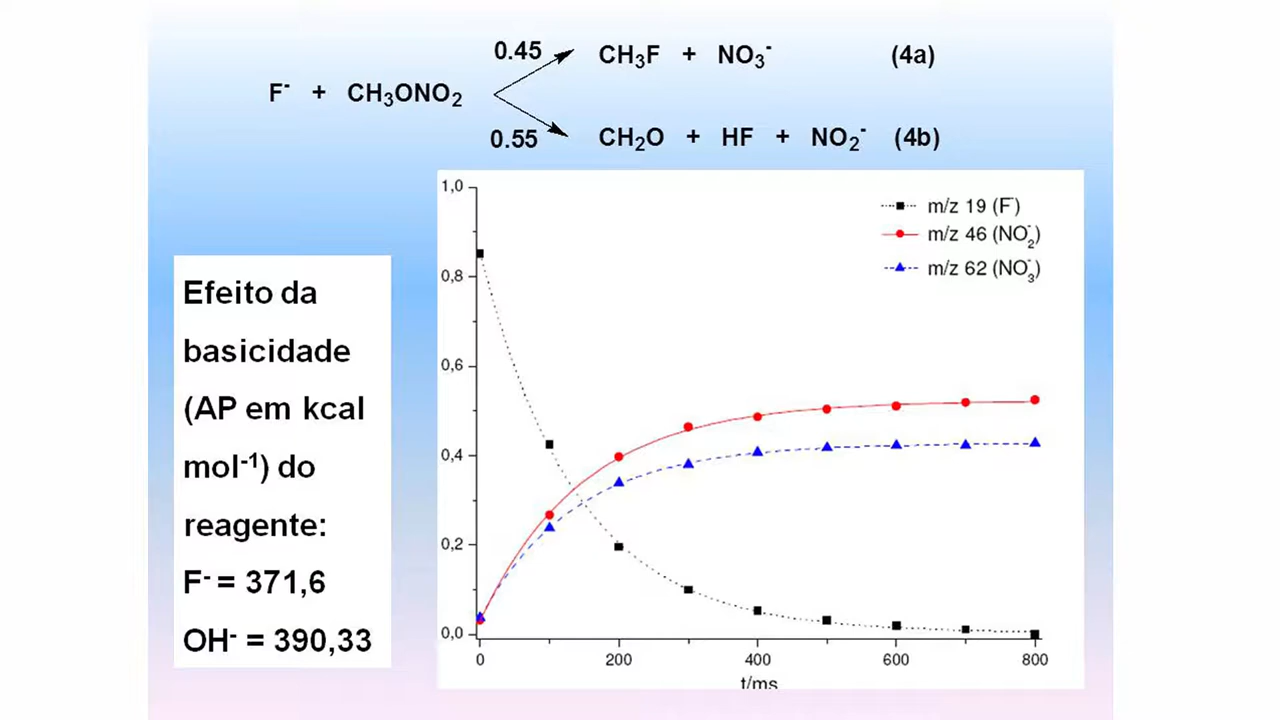 0.45
CH₃F + NO₃⁻ (4a)
F⁻ + CH₃ONO₂
0.55
CH₂O + HF + NO₂⁻ (4b)
Efeito da
basicidade
(AP em kcal
mol⁻¹) do
reagente:
F⁻ = 371,6
OH⁻ = 390,33
m/z 19 (F⁻)
m/z 46 (NO₂⁻)
m/z 62 (NO₃⁻)
1,0
0,8
0,6
0,4
0,2
0,0
0 200 400 600 800
t/ms